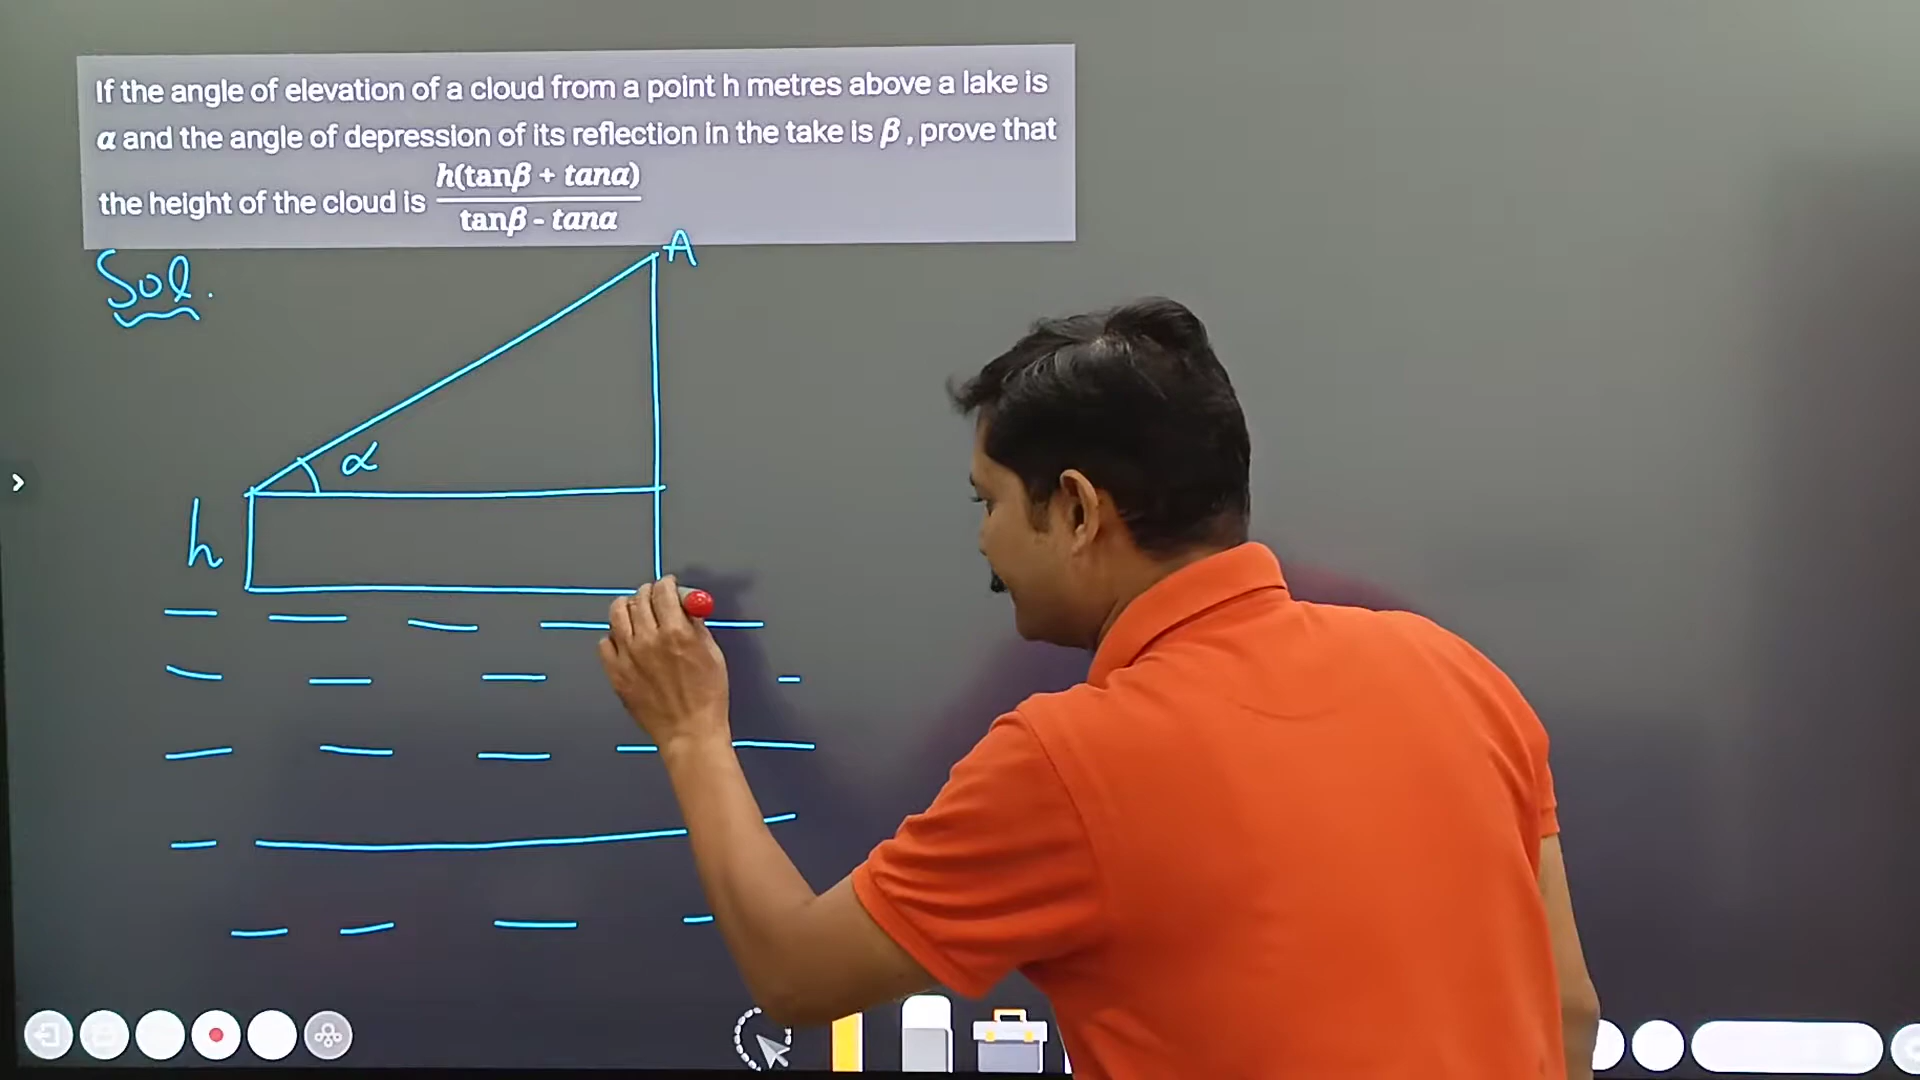 If the angle of elevation of a cloud from a point h metres above a lake is
α and the angle of depression of its reflection in the take is β , prove that
the height of the cloud is h(tanβ + tanα)
tanβ - tanα
Sol.
A
α
h